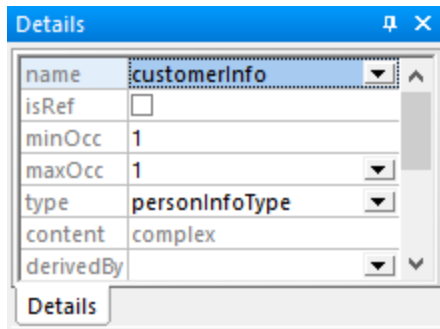 Details
name customerInfo
isRef
minOcc 1
maxOcc 1
type personInfoType
content complex
derivedBy
Details